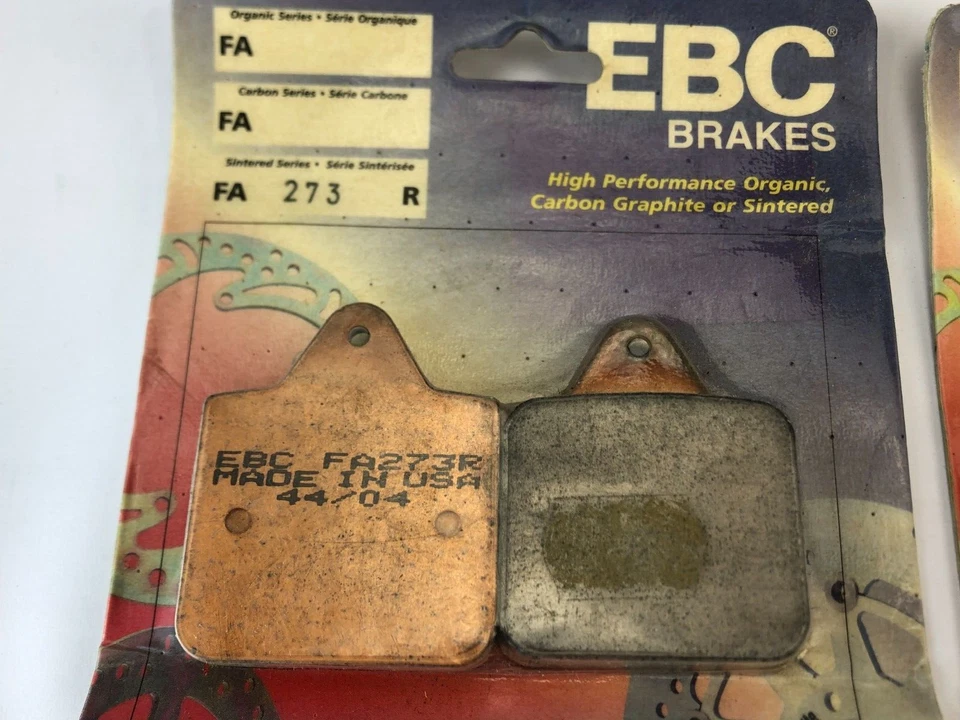 Organic Series • Série Organique
FA
Carbon Series • Série Carbone
FA
Sintered Series • Série Sintérisée
FA 273 R
EBC®
BRAKES
High Performance Organic,
Carbon Graphite or Sintered
EBC FA273R
MADE IN USA
44/04